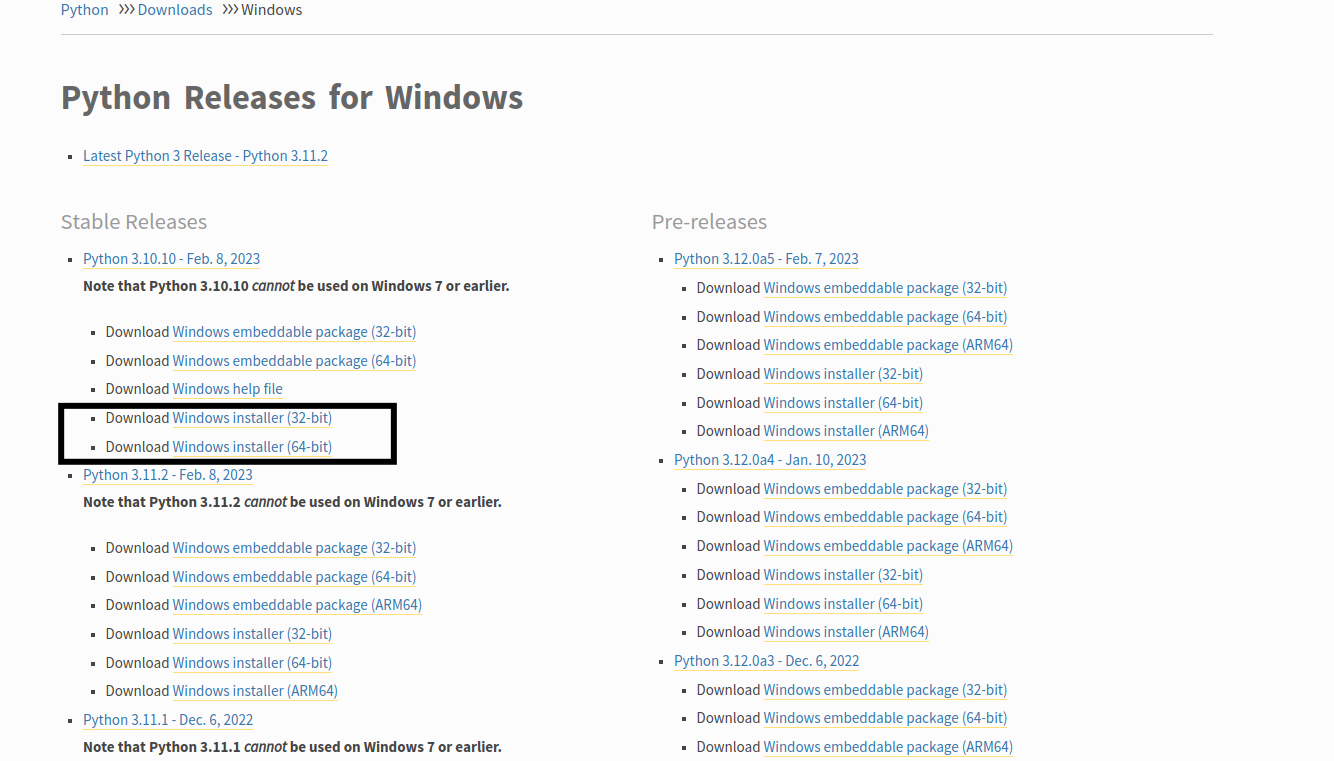 Python >>> Downloads >>> Windows
Python Releases for Windows
Latest Python 3 Release - Python 3.11.2
Stable Releases
Python 3.10.10 - Feb. 8, 2023
Note that Python 3.10.10 cannot be used on Windows 7 or earlier.
Download Windows embeddable package (32-bit)
Download Windows embeddable package (64-bit)
Download Windows help file
Download Windows installer (32-bit)
Download Windows installer (64-bit)
Python 3.11.2 - Feb. 8, 2023
Note that Python 3.11.2 cannot be used on Windows 7 or earlier.
Download Windows embeddable package (32-bit)
Download Windows embeddable package (64-bit)
Download Windows embeddable package (ARM64)
Download Windows installer (32-bit)
Download Windows installer (64-bit)
Download Windows installer (ARM64)
Python 3.11.1 - Dec. 6, 2022
Note that Python 3.11.1 cannot be used on Windows 7 or earlier.
Pre-releases
Python 3.12.0a5 - Feb. 7, 2023
Download Windows embeddable package (32-bit)
Download Windows embeddable package (64-bit)
Download Windows embeddable package (ARM64)
Download Windows installer (32-bit)
Download Windows installer (64-bit)
Download Windows installer (ARM64)
Python 3.12.0a4 - Jan. 10, 2023
Download Windows embeddable package (32-bit)
Download Windows embeddable package (64-bit)
Download Windows embeddable package (ARM64)
Download Windows installer (32-bit)
Download Windows installer (64-bit)
Download Windows installer (ARM64)
Python 3.12.0a3 - Dec. 6, 2022
Download Windows embeddable package (32-bit)
Download Windows embeddable package (64-bit)
Download Windows embeddable package (ARM64)